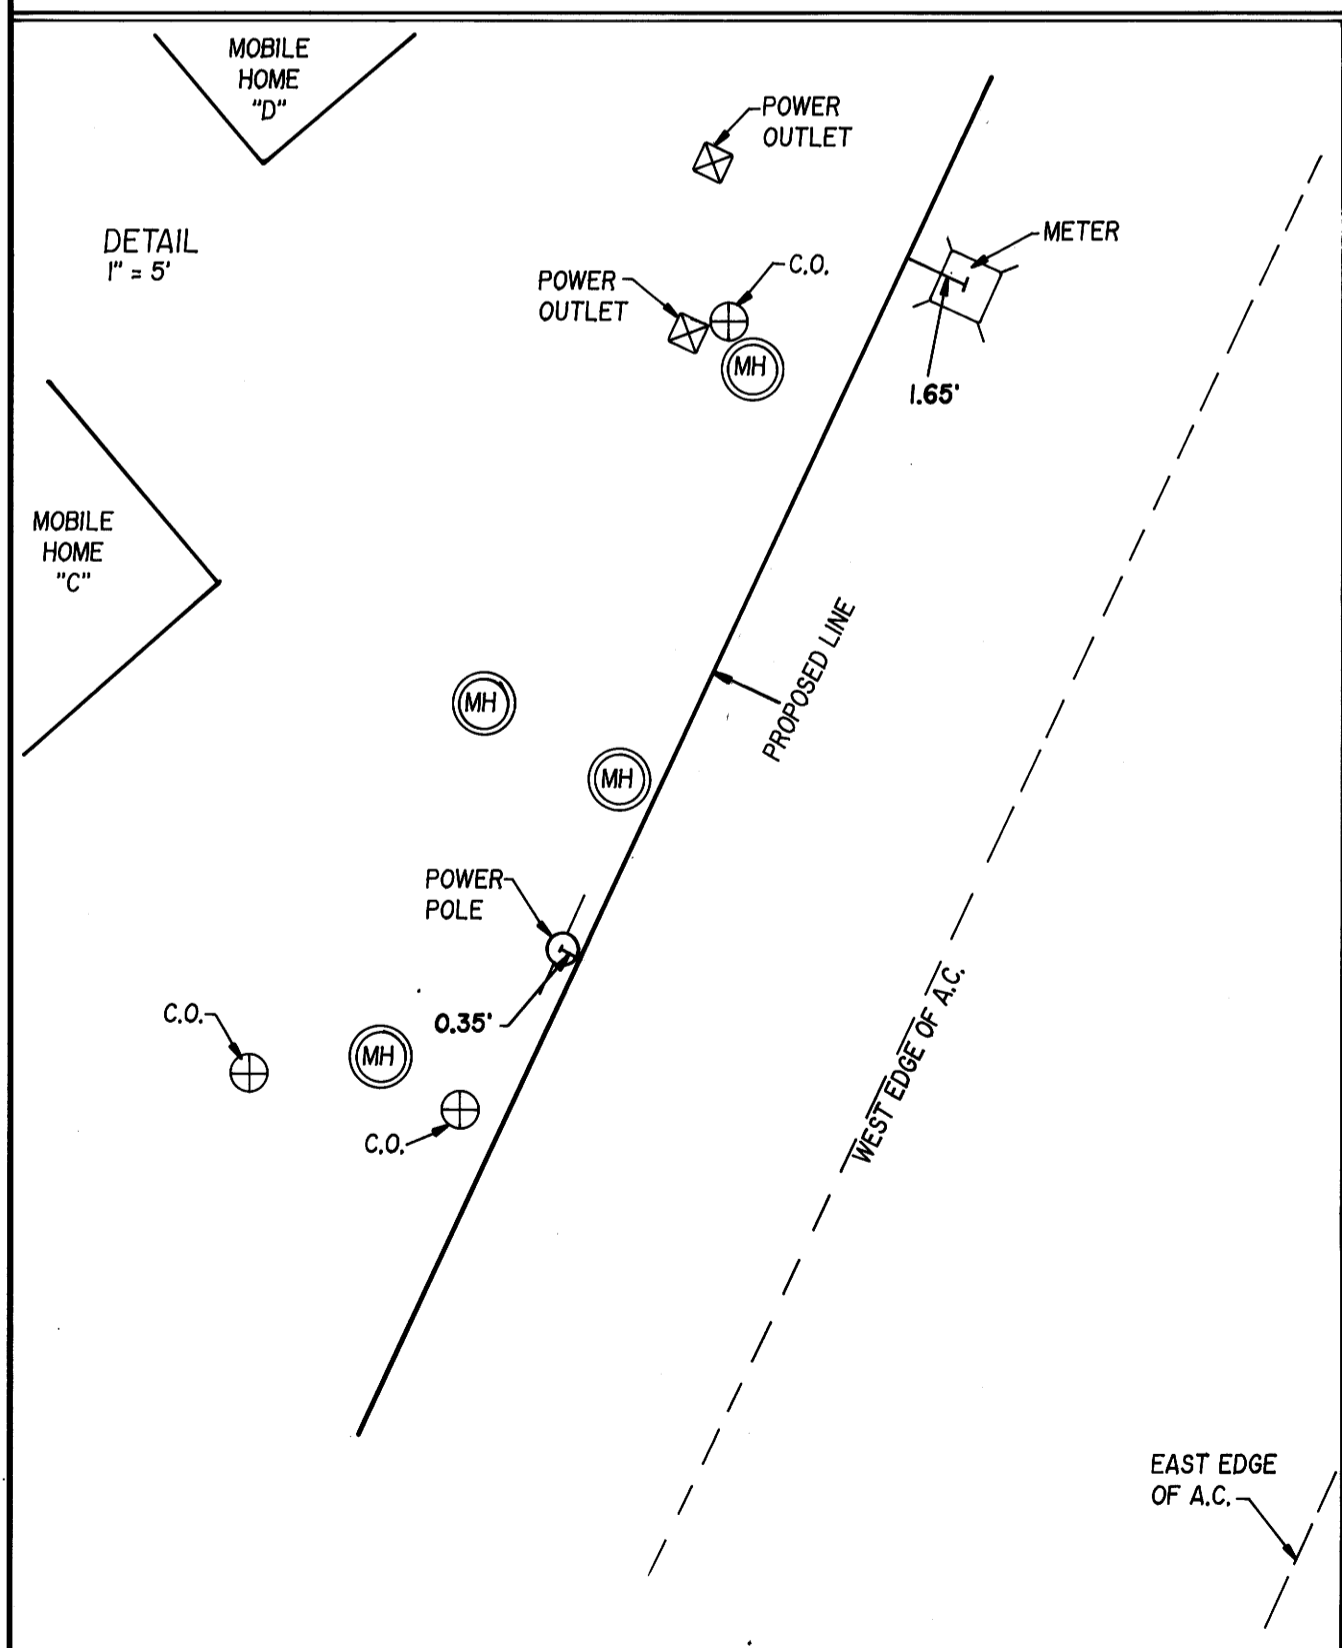 MOBILE
HOME
"D"
POWER
OUTLET
DETAIL
1" = 5'
METER
C.O.
POWER
OUTLET
MH
1.65'
MOBILE
HOME
"C"
PROPOSED LINE
MH
MH
POWER
POLE
WEST EDGE OF A.C.
C.O.
0.35'
MH
C.O.
EAST EDGE
OF A.C.